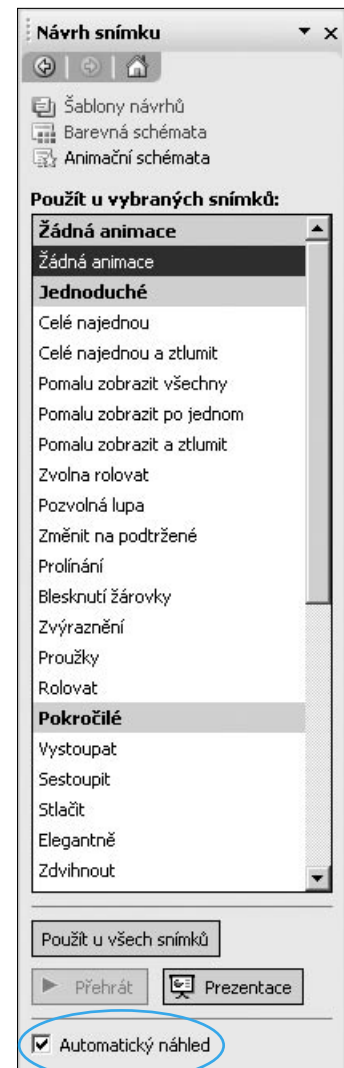 Návrh snímku
Šablony návrhů
Barevná schémata
Animační schémata
Použít u vybraných snímků:
Žádná animace
Žádná animace
Jednoduché
Celé najednou
Celé najednou a ztlumit
Pomalu zobrazit všechny
Pomalu zobrazit po jednom
Pomalu zobrazit a ztlumit
Zvolna rolovat
Pozvolná lupa
Změnit na podtržené
Prolínání
Blesknutí žárovky
Zvýraznění
Proužky
Rolovat
Pokročilé
Vystoupat
Sestoupit
Stlačit
Elegantně
Zdvihnout
Použít u všech snímků
Přehrát Prezentace
Automatický náhled